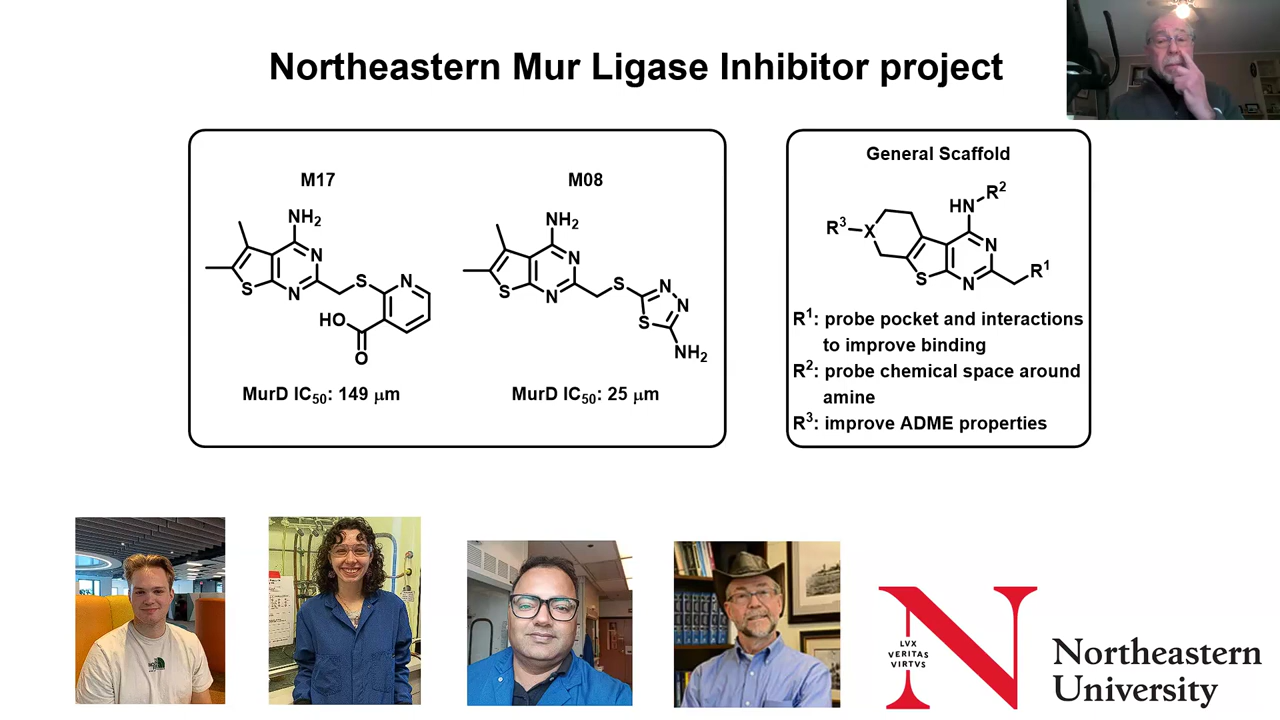 Northeastern Mur Ligase Inhibitor project
M17
NH₂
N
N
S
S
N
HO
O
MurD IC₅₀: 149 μm
M08
NH₂
N
N
S
S
N
N
S
NH₂
MurD IC₅₀: 25 μm
General Scaffold
R²
HN
R³
X
N
N
S
R¹
R¹: probe pocket and interactions
to improve binding
R²: probe chemical space around
amine
R³: improve ADME properties
LVX
VERITAS
VIRTVS
Northeastern
University